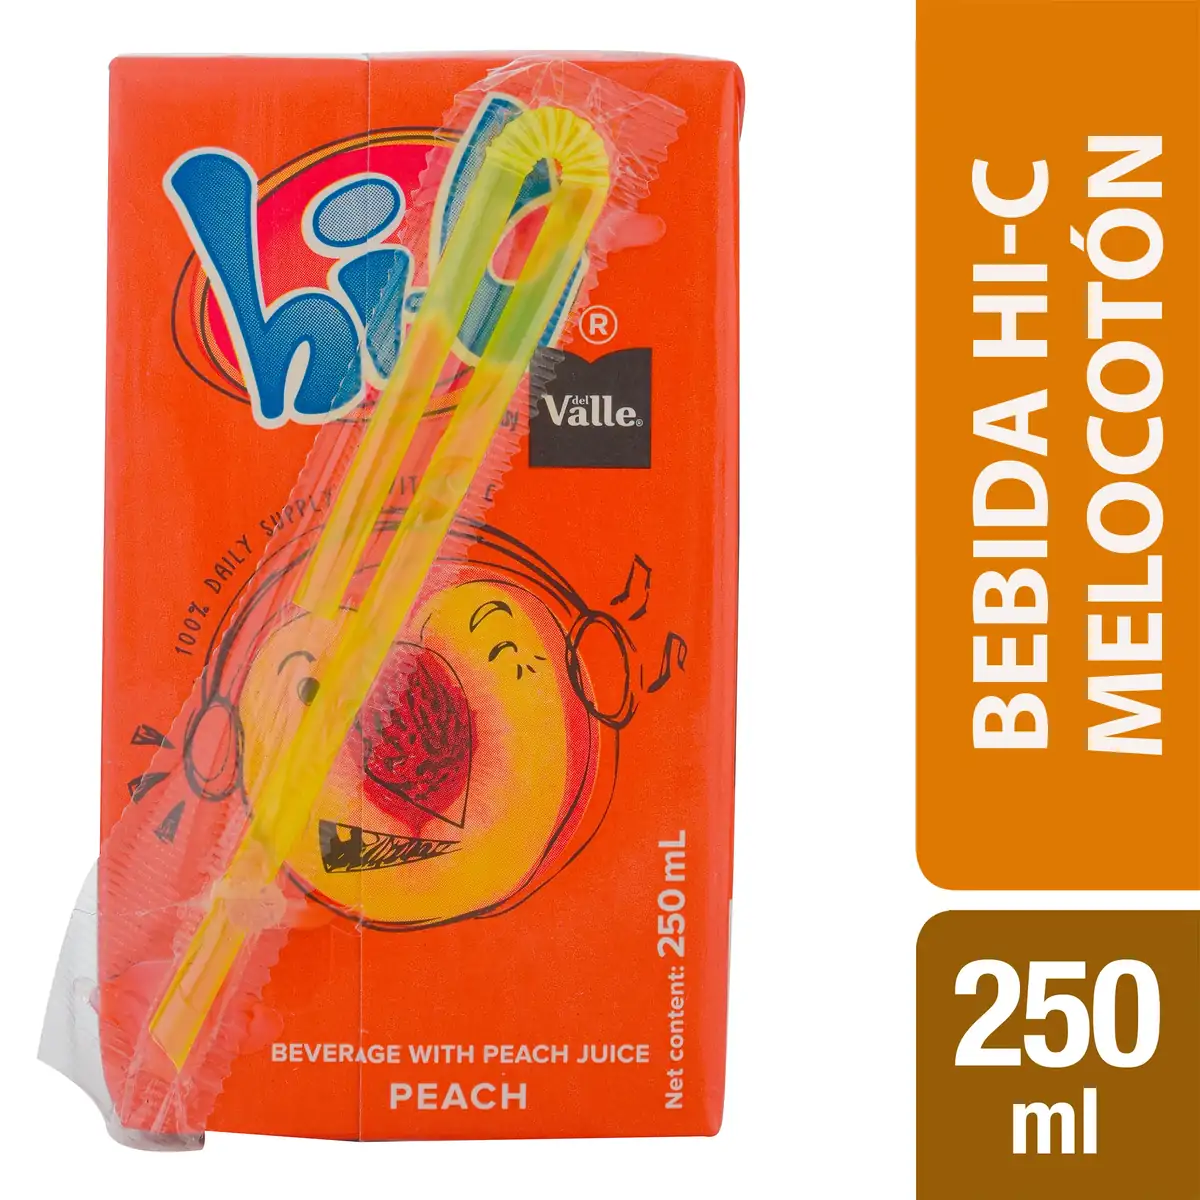 hi-C®
del
Valle®
100% DAILY SUPPLY
BEVERAGE WITH PEACH JUICE
PEACH
Net content: 250 mL
BEBIDA HI-C
MELOCOTÓN
250
ml